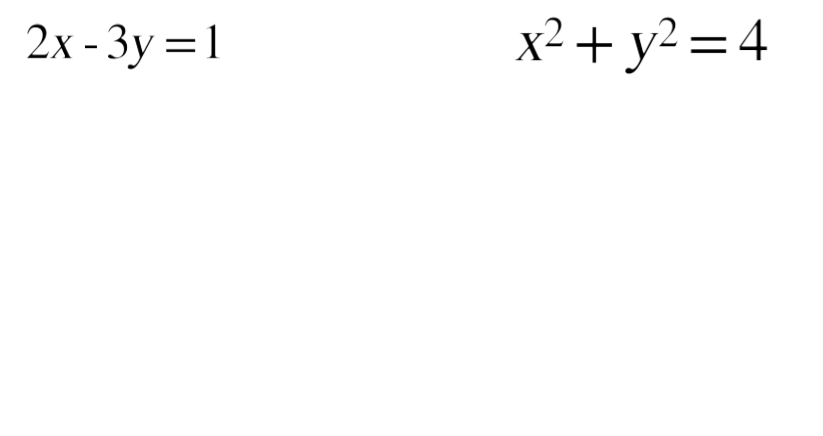 2x - 3y = 1
x² + y² = 4